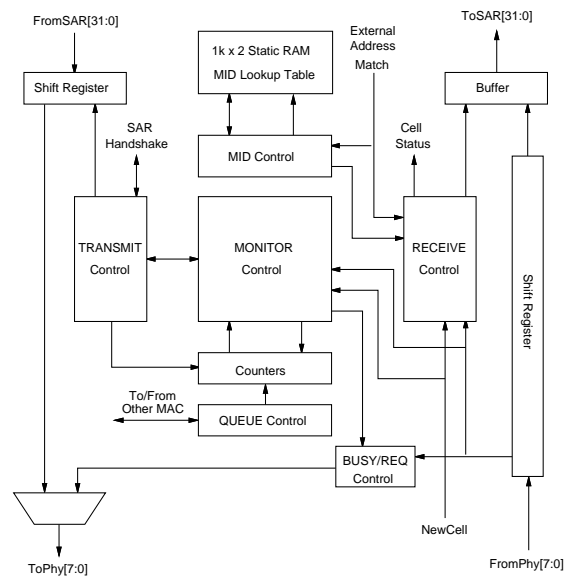 FromSAR[31:0]
ToSAR[31:0]
External
Address
Match
1k x 2 Static RAM
MID Lookup Table
Shift Register
Buffer
SAR
Handshake
MID Control
Cell
Status
TRANSMIT
Control
MONITOR
Control
RECEIVE
Control
Shift Register
Counters
To/From
Other MAC
QUEUE Control
BUSY/REQ
Control
NewCell
ToPhy[7:0]
FromPhy[7:0]